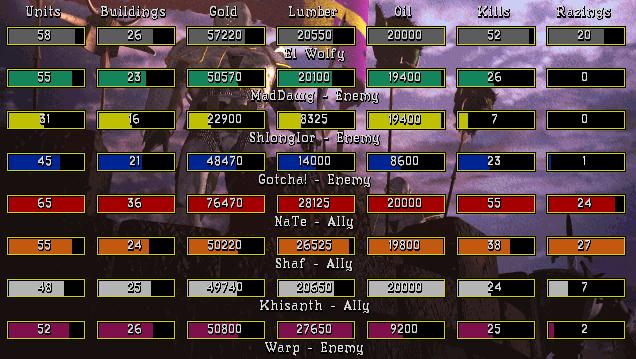 Units Buildings Gold Lumber Oil Kills Razings
58 26 57220 20550 20000 52 20
El Wolfy
55 23 50570 20100 19400 26 0
MadDawg - Enemy
31 16 22900 8325 19400 7 0
Shlonglor - Enemy
45 21 48470 14000 8600 23 1
Gotcha! - Enemy
65 36 76470 28125 20000 55 24
NaTe - Ally
55 24 50220 26525 19800 38 27
Shaf - Ally
48 25 49740 20650 20000 24 7
Khisanth - Ally
52 26 50800 27650 9200 25 2
Warp - Enemy